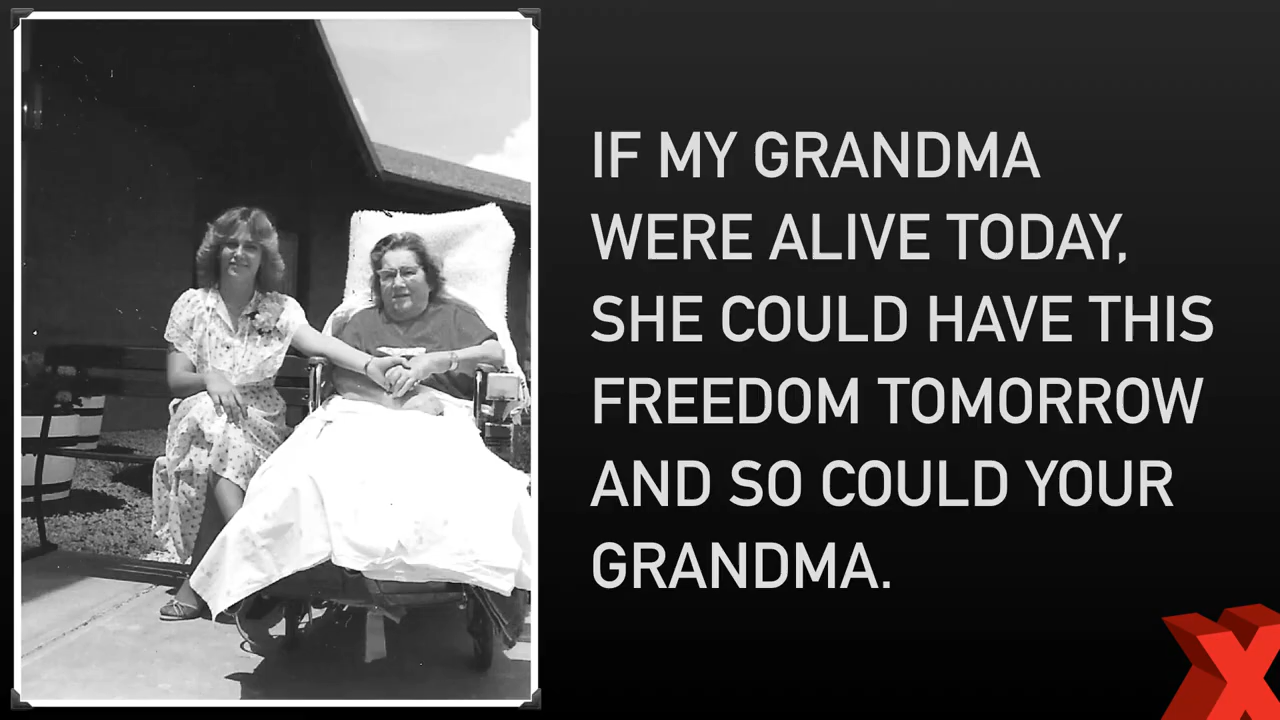 IF MY GRANDMA
WERE ALIVE TODAY,
SHE COULD HAVE THIS
FREEDOM TOMORROW
AND SO COULD YOUR
GRANDMA.
X